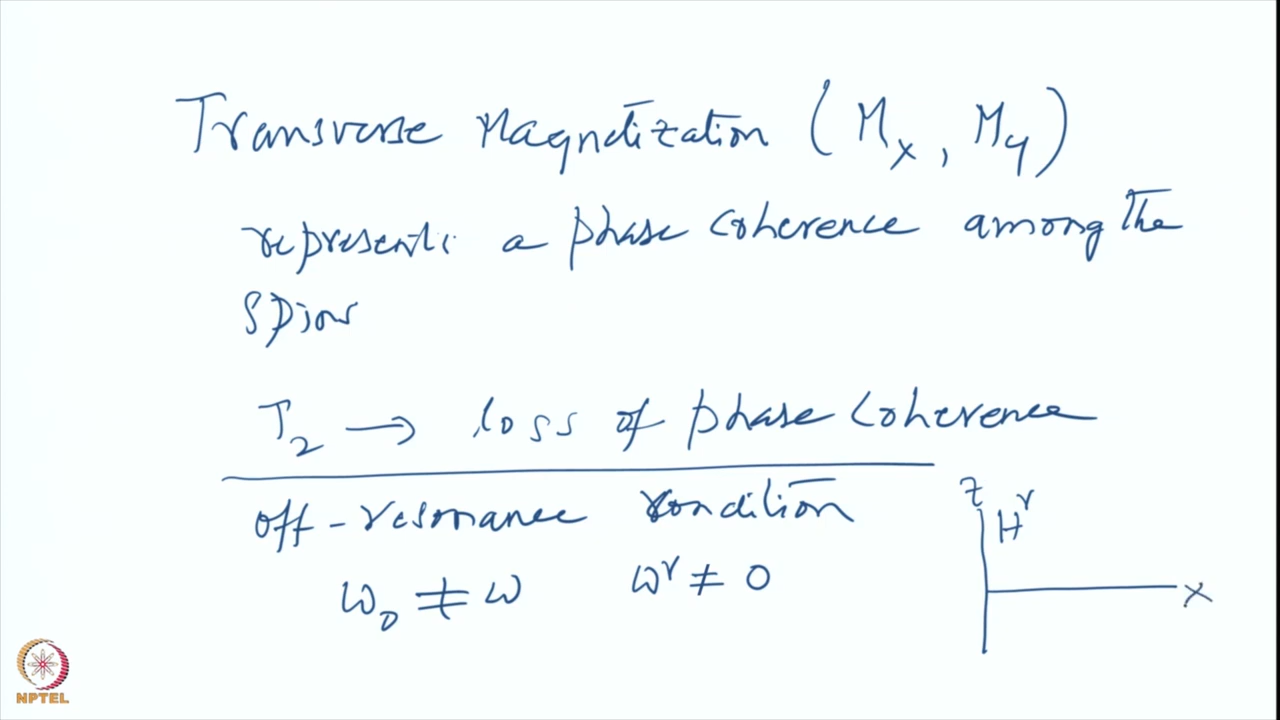 Transverse Magnetization (Mx, My)
represents a phase coherence among the
spins
T2 → loss of phase coherence
off-resonance condition
ω0 ≠ ω ωʳ ≠ 0
z
Hʳ
x
NPTEL